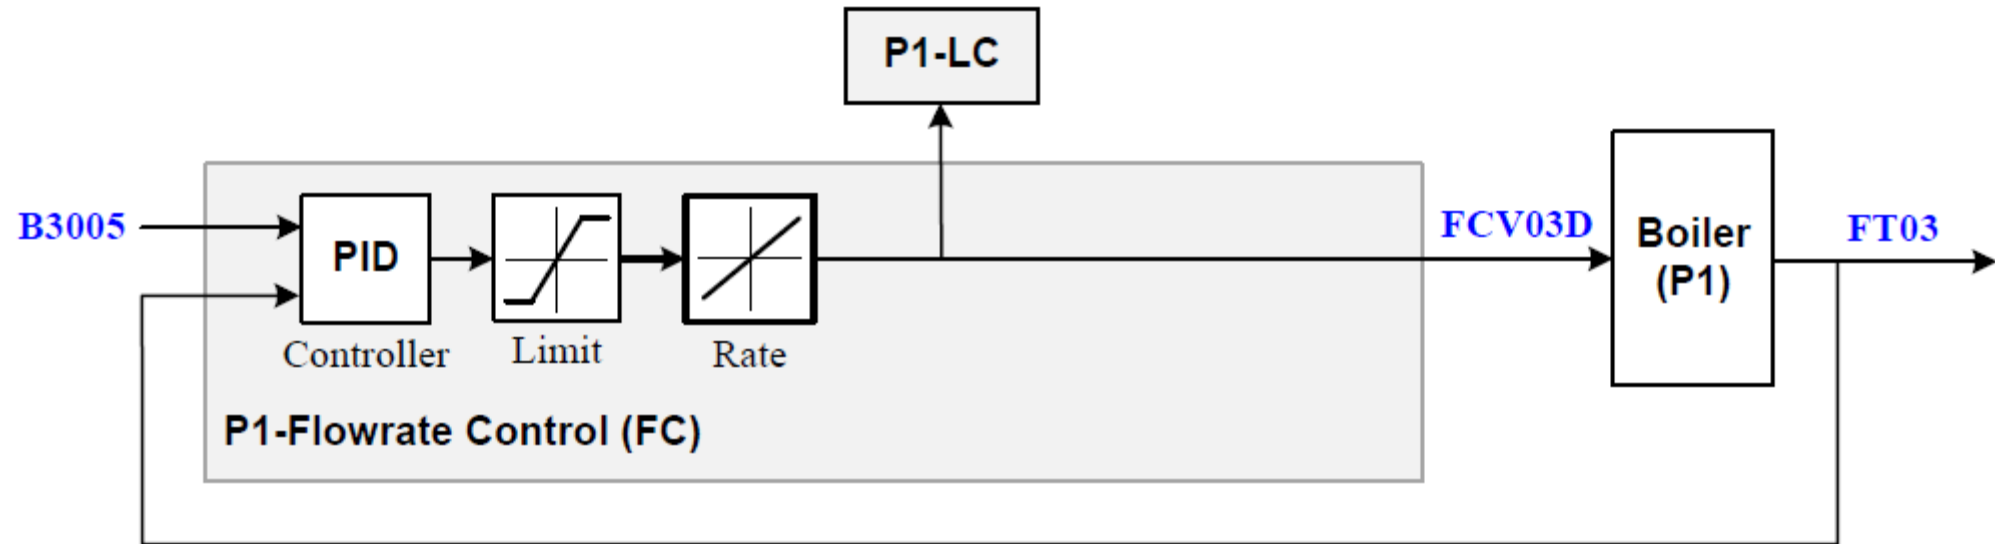 P1-LC
B3005
PID
Controller
Limit
Rate
P1-Flowrate Control (FC)
FCV03D
Boiler
(P1)
FT03